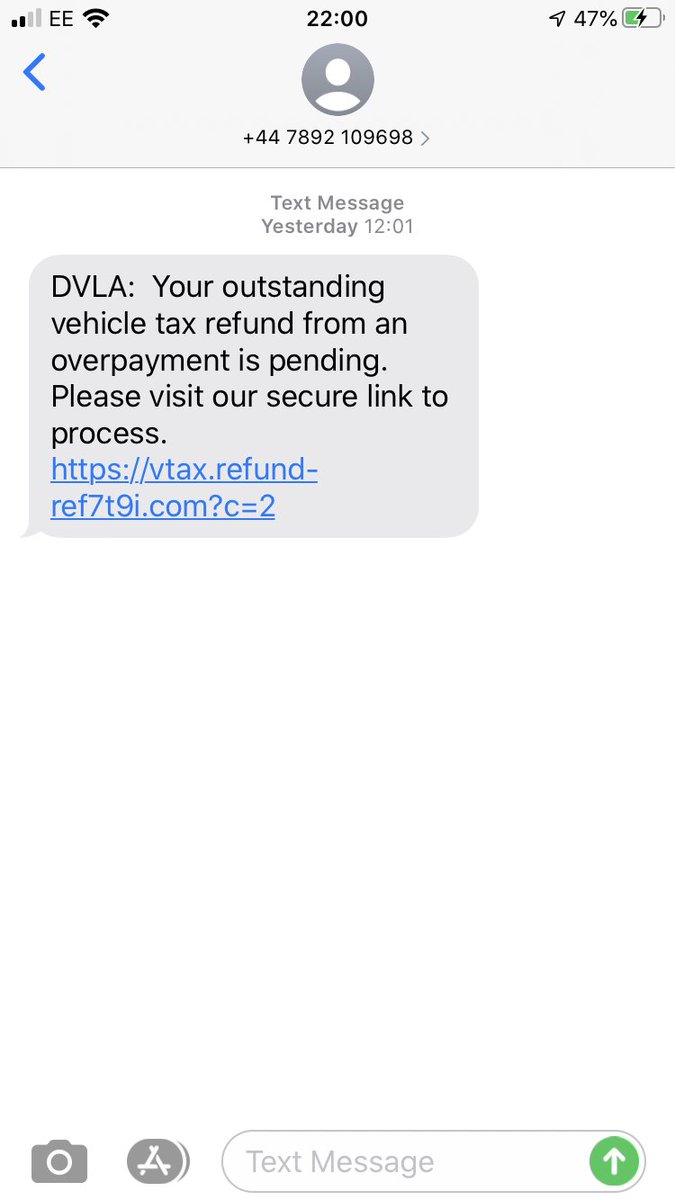 EE 22:00 47%
+44 7892 109698
Text Message
Yesterday 12:01
DVLA:  Your outstanding
vehicle tax refund from an
overpayment is pending.
Please visit our secure link to
process.
https://vtax.refund-
ref7t9i.com?c=2
Text Message